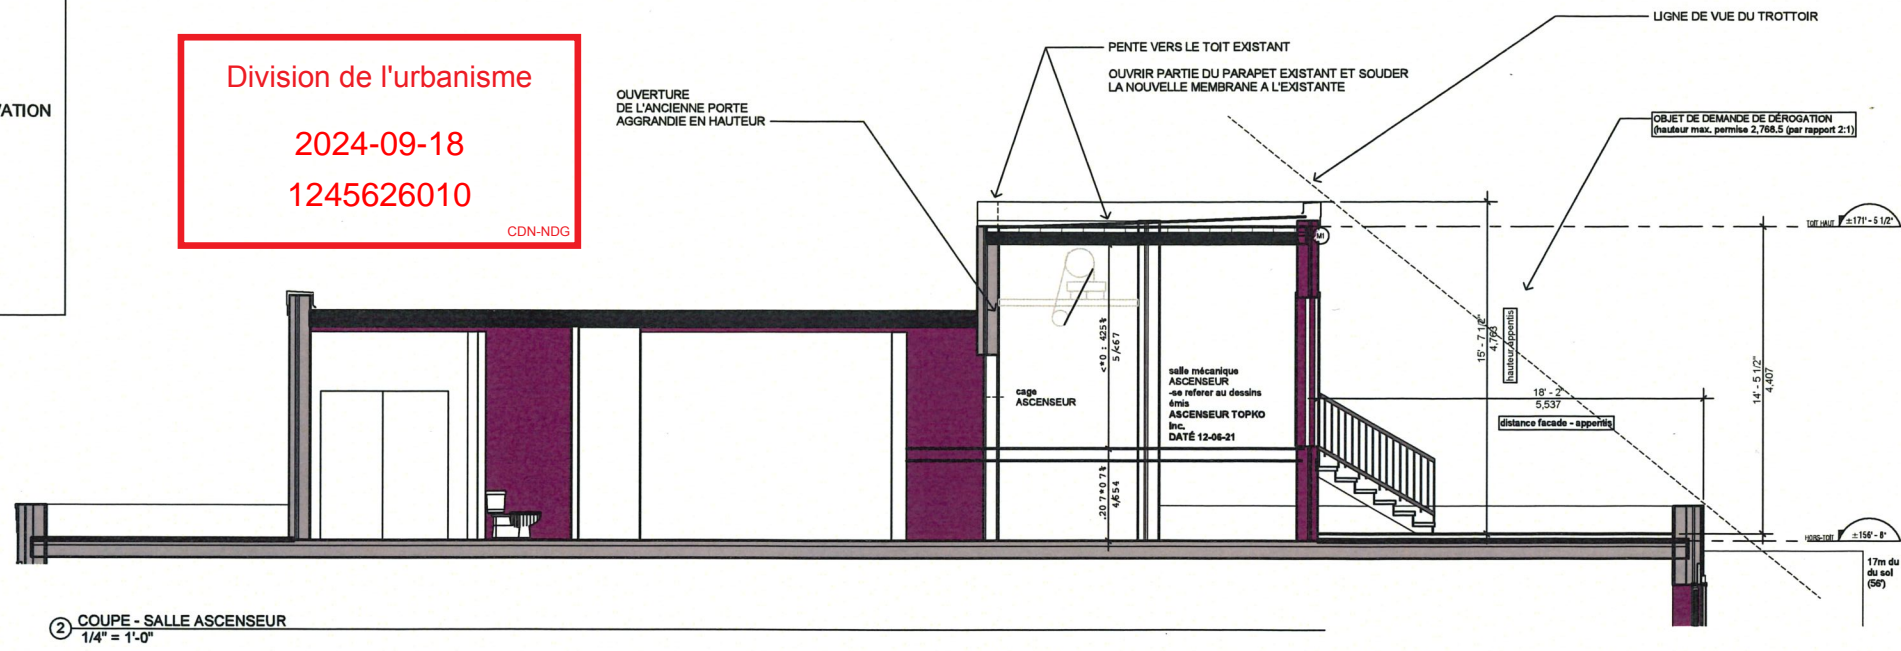 VATION
Division de l'urbanisme
2024-09-18
1245626010
CDN-NDG
OUVERTURE
DE L'ANCIENNE PORTE
AGGRANDIE EN HAUTEUR
PENTE VERS LE TOIT EXISTANT
OUVRIR PARTIE DU PARAPET EXISTANT ET SOUDER
LA NOUVELLE MEMBRANE A L'EXISTANTE
LIGNE DE VUE DU TROTTOIR
OBJET DE DEMANDE DE DÉROGATION
(hauteur max. permise 2,768.5 (par rapport 2:1)
TOIT HAUT
±171' - 5 1/2"
M1
15' - 7 1/2"
4,763
hauteur appentis
14' - 5 1/2"
4,407
cage
ASCENSEUR
salle mécanique
ASCENSEUR
-se referer au dessins
émis
ASCENSEUR TOPKO
Inc.
DATÉ 12-06-21
18' - 2"
5,537
distance facade - appentis
HORS-TOIT
±156' - 8"
17m du
du sol
(56')
2
COUPE - SALLE ASCENSEUR
1/4" = 1'-0"